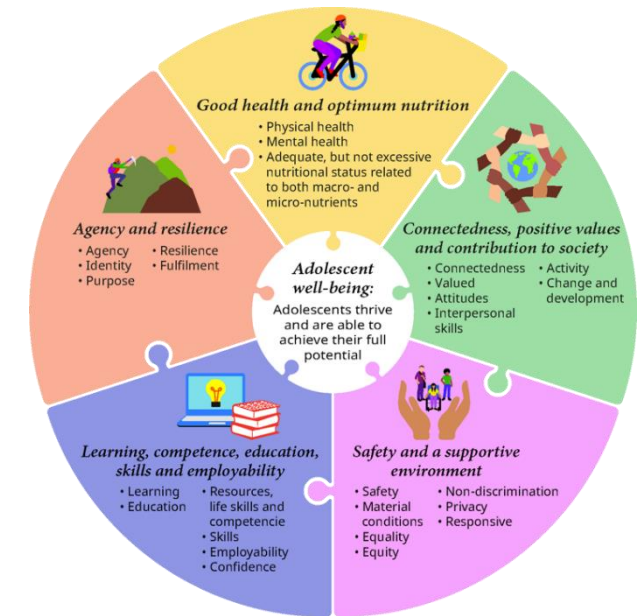 Good health and optimum nutrition
• Physical health
• Mental health
• Adequate, but not excessive
nutritional status related
to both macro- and
micro-nutrients
Connectedness, positive values
and contribution to society
• Connectedness
• Valued
• Attitudes
• Interpersonal
skills
• Activity
• Change and
development
Safety and a supportive
environment
• Safety
• Material
conditions
• Equality
• Equity
• Non-discrimination
• Privacy
• Responsive
Learning, competence, education,
skills and employability
• Learning
• Education
• Resources,
life skills and
competencie
• Skills
• Employability
• Confidence
Agency and resilience
• Agency
• Identity
• Purpose
• Resilience
• Fulfilment
Adolescent
well-being:
Adolescents thrive
and are able to
achieve their full
potential